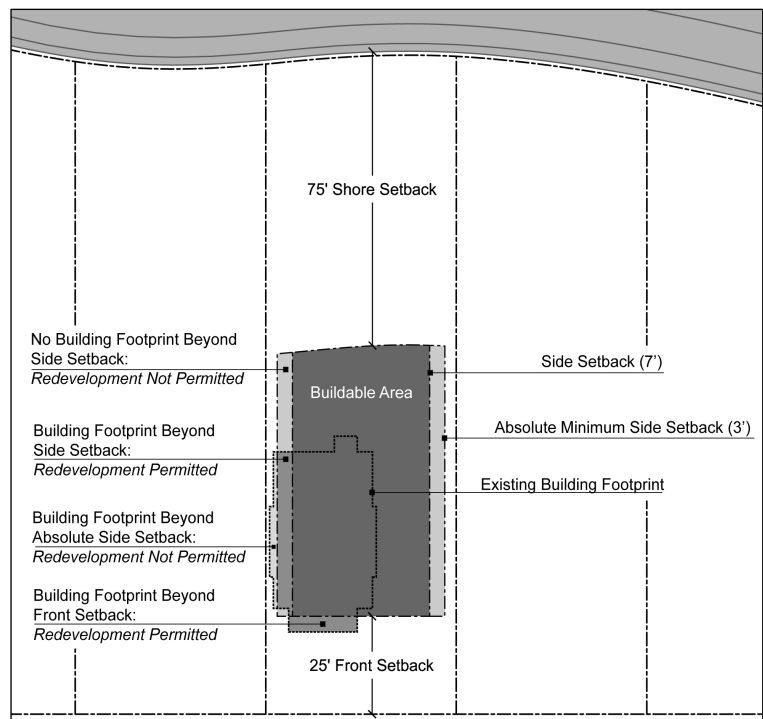 75' Shore Setback
No Building Footprint Beyond
Side Setback:
Redevelopment Not Permitted
Side Setback (7’)
Buildable Area
Absolute Minimum Side Setback (3’)
Building Footprint Beyond
Side Setback:
Redevelopment Permitted
Existing Building Footprint
Building Footprint Beyond
Absolute Side Setback:
Redevelopment Not Permitted
Building Footprint Beyond
Front Setback:
Redevelopment Permitted
25' Front Setback